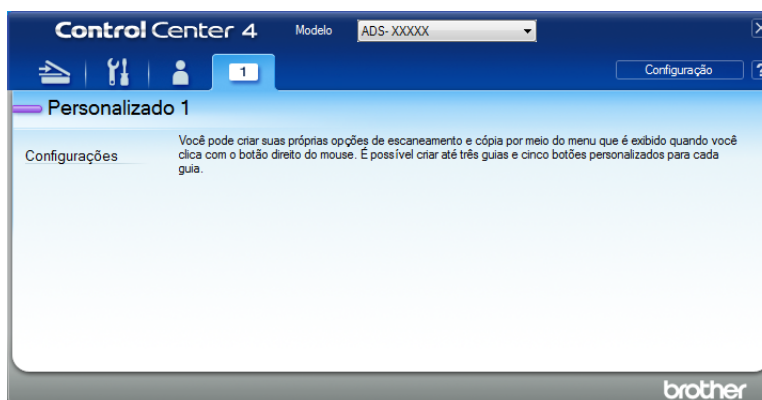 Control Center 4 Modelo ADS- XXXXX X
1 Configuração ?
Personalizado 1
Configurações
Você pode criar suas próprias opções de escaneamento e cópia por meio do menu que é exibido quando você
clica com o botão direito do mouse. É possível criar até três guias e cinco botões personalizados para cada
guia.
brother